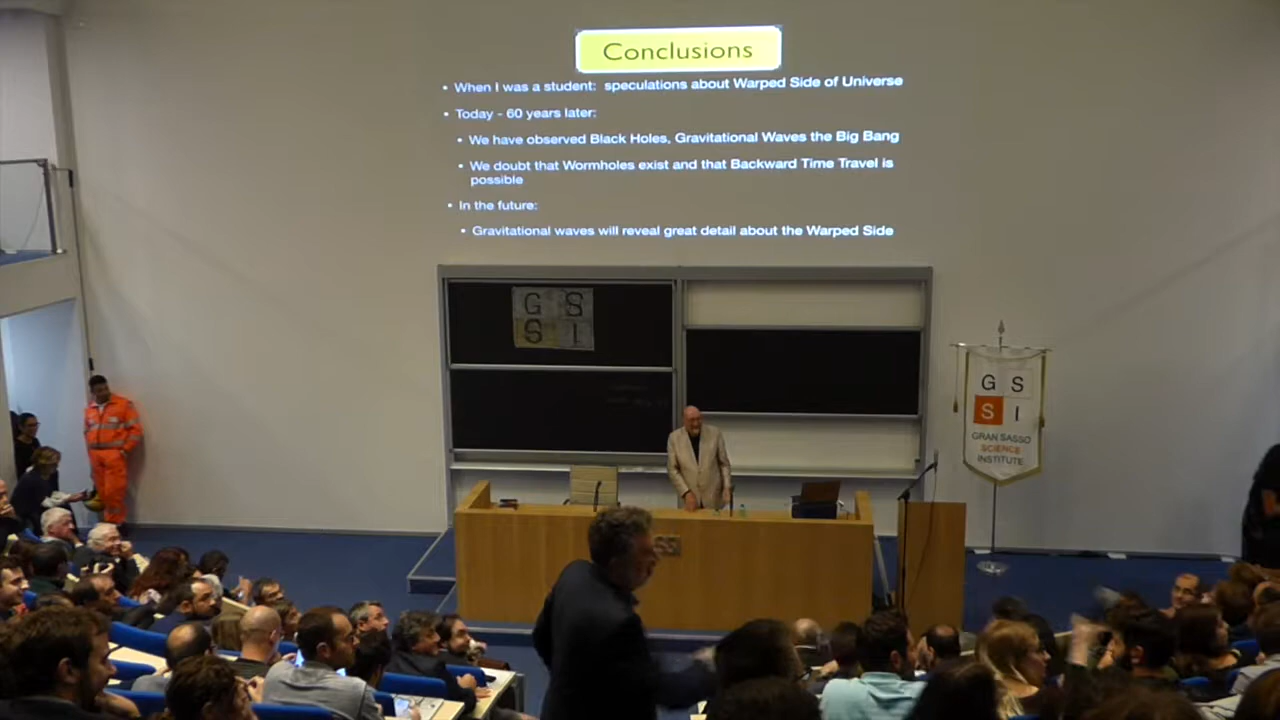 Conclusions
• When I was a student: speculations about Warped Side of Universe
• Today - 60 years later:
• We have observed Black Holes, Gravitational Waves the Big Bang
• We doubt that Wormholes exist and that Backward Time Travel is
possible
• In the future:
• Gravitational waves will reveal great detail about the Warped Side
G S
S I
G S
S I
GRAN SASSO
SCIENCE
INSTITUTE